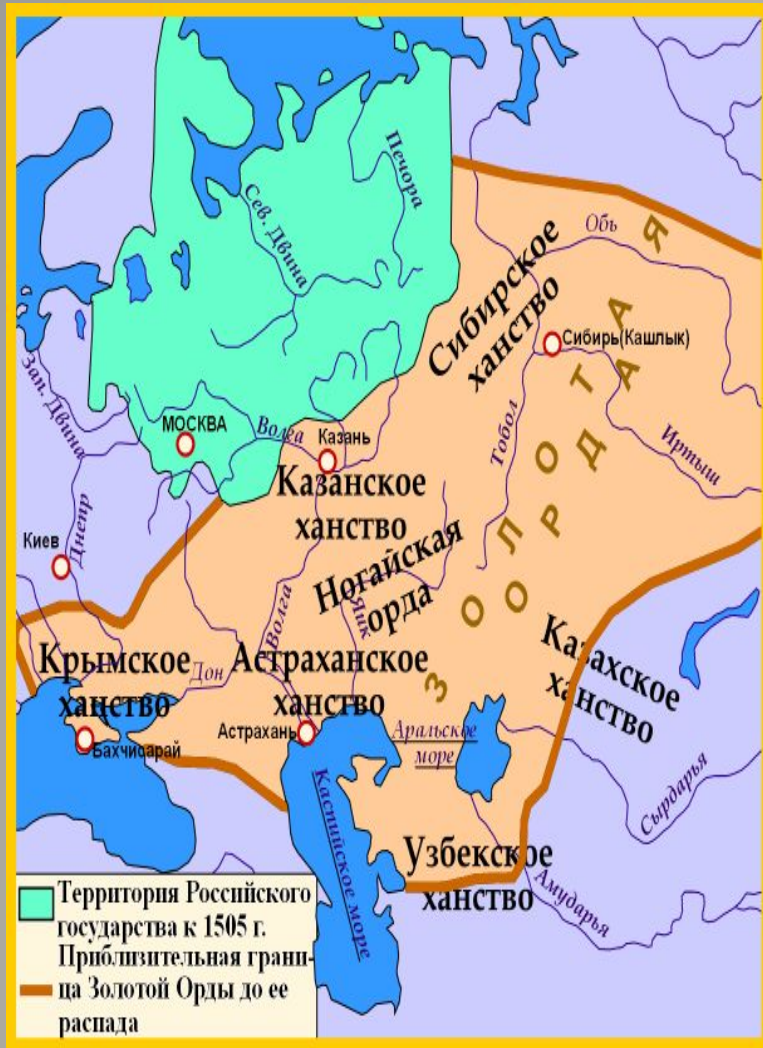 Печора
Сев. Двина
Обь
Сибирское
ханство
Сибирь(Кашлык)
Зап. Двина
МОСКВА
Волга
Казань
Тобол
Иртыш
Казанское
ханство
Киев
Днепр
Ногайская
орда
Яик
Волга
ЗОЛОТАЯ
ОРДА
Казахское
ханство
Крымское
хацство
Дон
Астраханское
ханство
Бахчисарай
Астрахань
Аральское
море
Сырдарья
Каспийское море
Узбекское
ханство
Амударья
Территория Российского
государства к 1505 г.
Приблизительная грани-
ца Золотой Орды до ее
распада